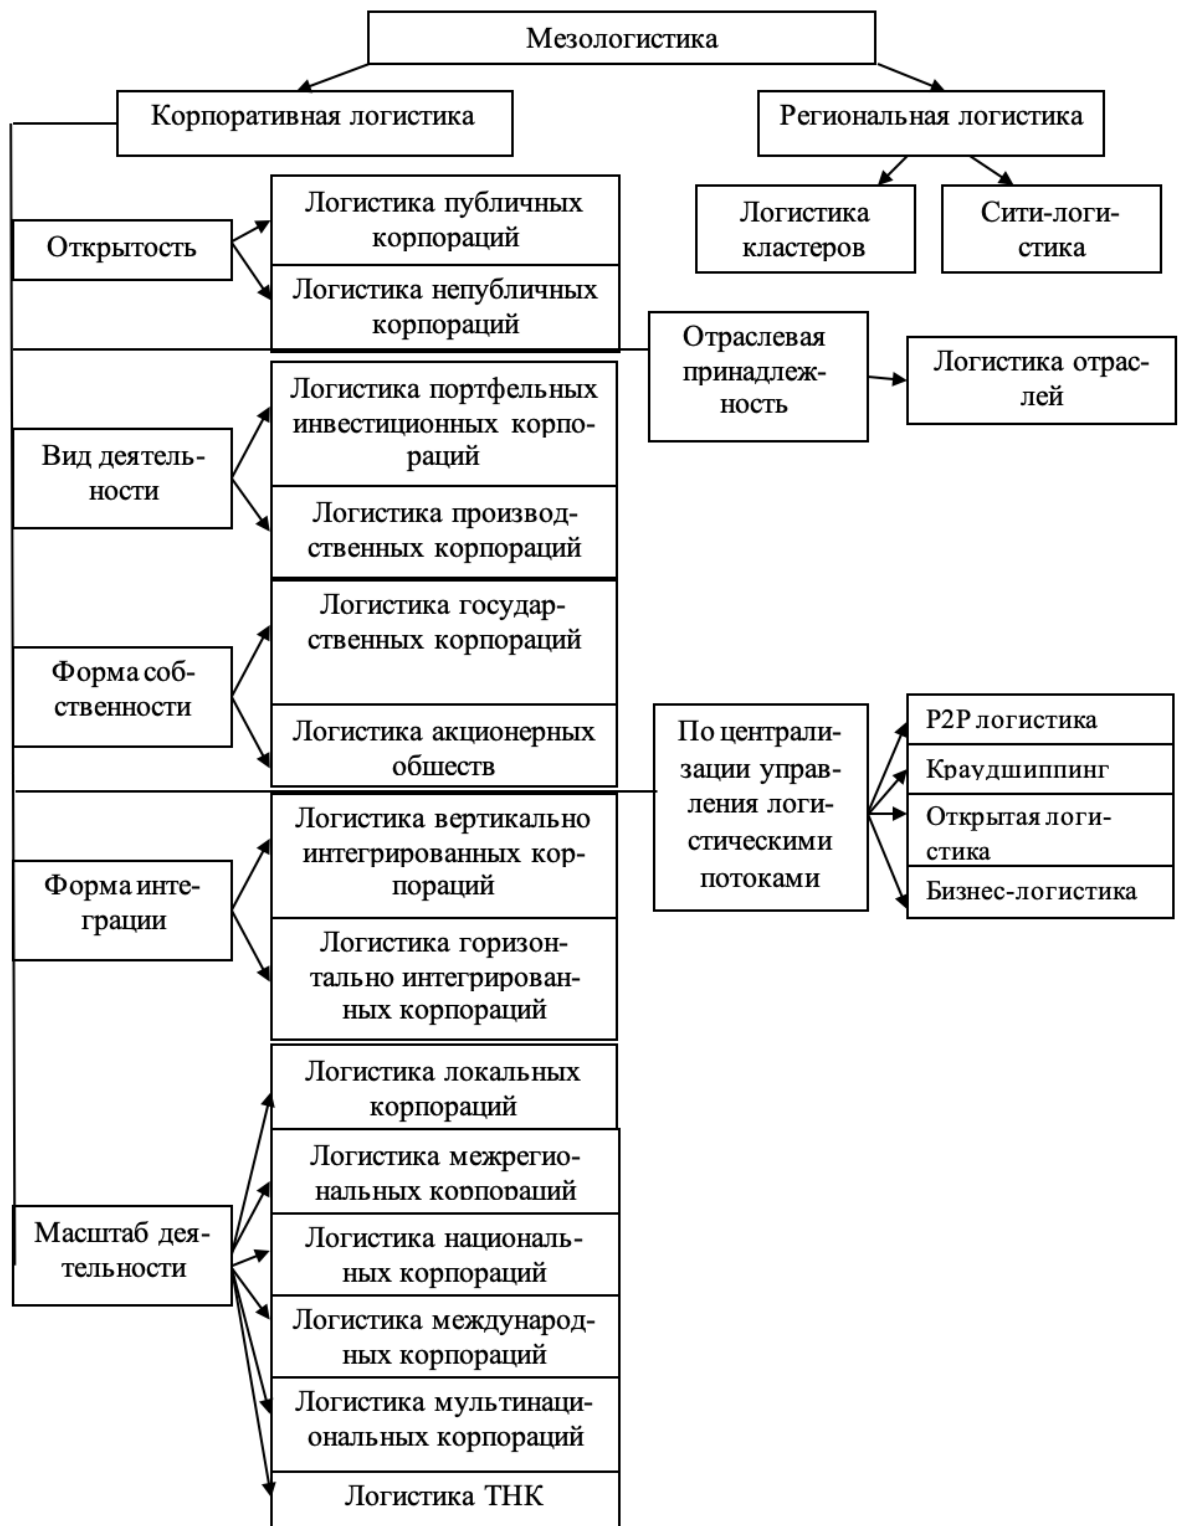 Мезологистика
Корпоративная логистика
Региональная логистика
Логистика
кластеров
Сити-логи-
стика
Открытость
Логистика публичных
корпораций
Логистика непубличных
корпораций
Отраслевая
принадлеж-
ность
Логистика отрас-
лей
Вид деятель-
ности
Логистика портфельных
инвестиционных корпо-
раций
Логистика производ-
ственных корпораций
Форма соб-
ственности
Логистика государ-
ственных корпораций
Логистика акционерных
обществ
По централи-
зации управ-
ления логи-
стическими
потоками
P2P логистика
Краудшиппинг
Открытая логи-
стика
Бизнес-логистика
Форма инте-
грации
Логистика вертикально
интегрированных кор-
пораций
Логистика горизон-
тально интегрирован-
ных корпораций
Масштаб дея-
тельности
Логистика локальных
корпораций
Логистика межрегио-
нальных корпораций
Логистика националь-
ных корпораций
Логистика международ-
ных корпораций
Логистика мультинаци-
ональных корпораций
Логистика ТНК